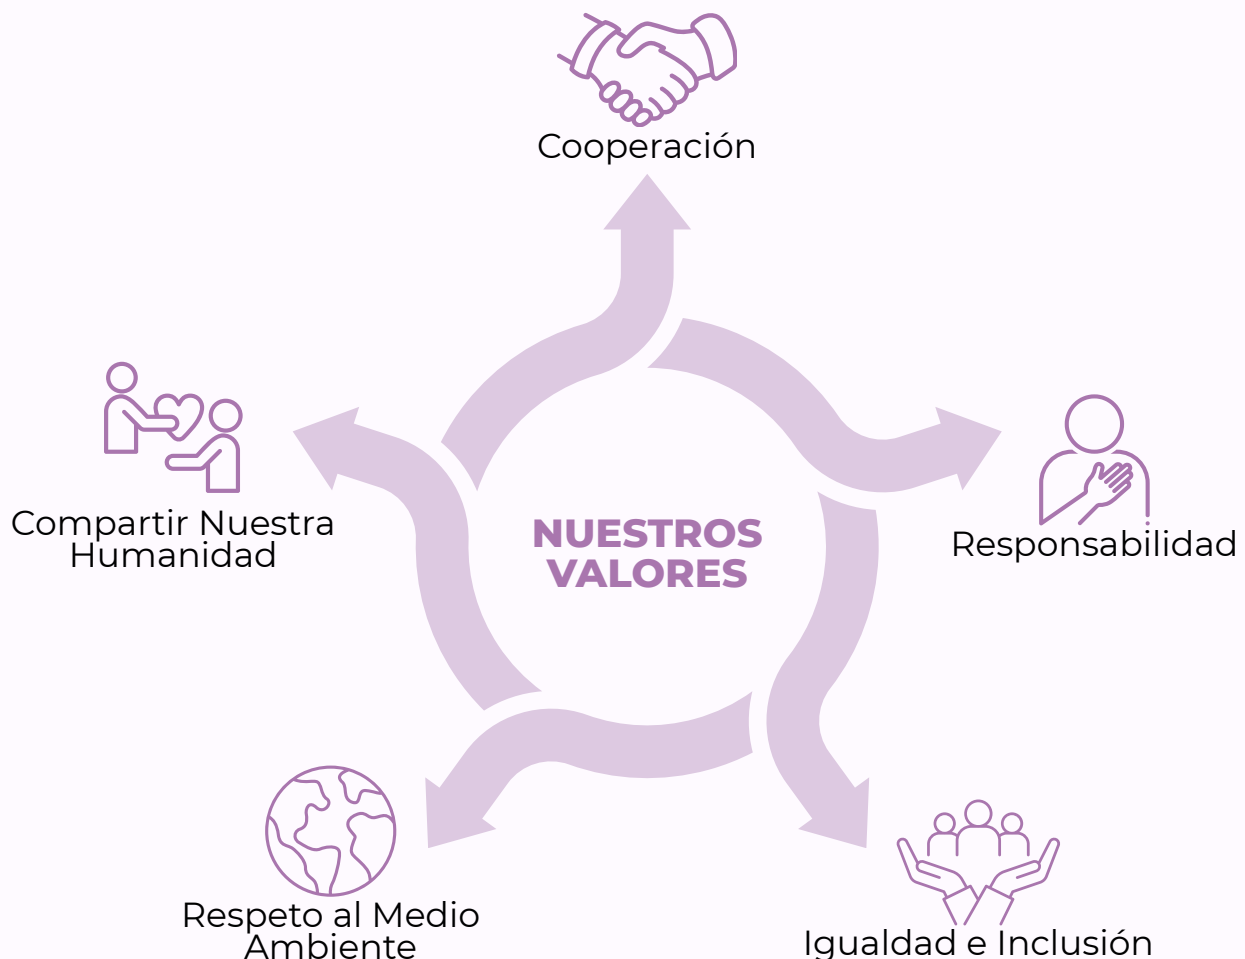 Cooperación
Compartir Nuestra
Humanidad
NUESTROS
VALORES
Responsabilidad
Respeto al Medio
Ambiente
Igualdad e Inclusión